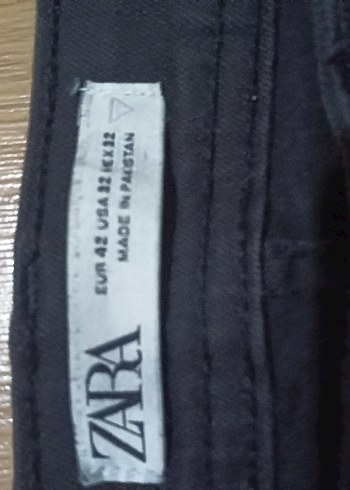 ZARA
EUR 42 USA 32 MEX 32
MADE IN PAKISTAN